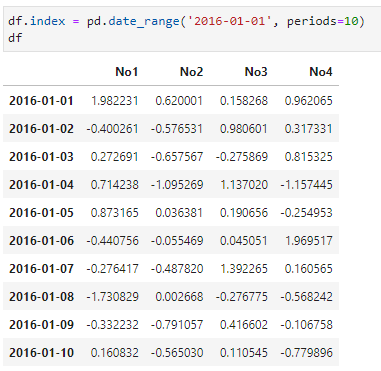 df.index = pd.date_range('2016-01-01', periods=10)
df
No1 No2 No3 No4
2016-01-01 1.982231 0.620001 0.158268 0.962065
2016-01-02 -0.400261 -0.576531 0.980601 0.317331
2016-01-03 0.272691 -0.657567 -0.275869 0.815325
2016-01-04 0.714238 -1.095269 1.137020 -1.157445
2016-01-05 0.873165 0.036381 0.190656 -0.254953
2016-01-06 -0.440756 -0.055469 0.045051 1.969517
2016-01-07 -0.276417 -0.487820 1.392265 0.160565
2016-01-08 -1.730829 0.002668 -0.276775 -0.568242
2016-01-09 -0.332232 -0.791057 0.416602 -0.106758
2016-01-10 0.160832 -0.565030 0.110545 -0.779896